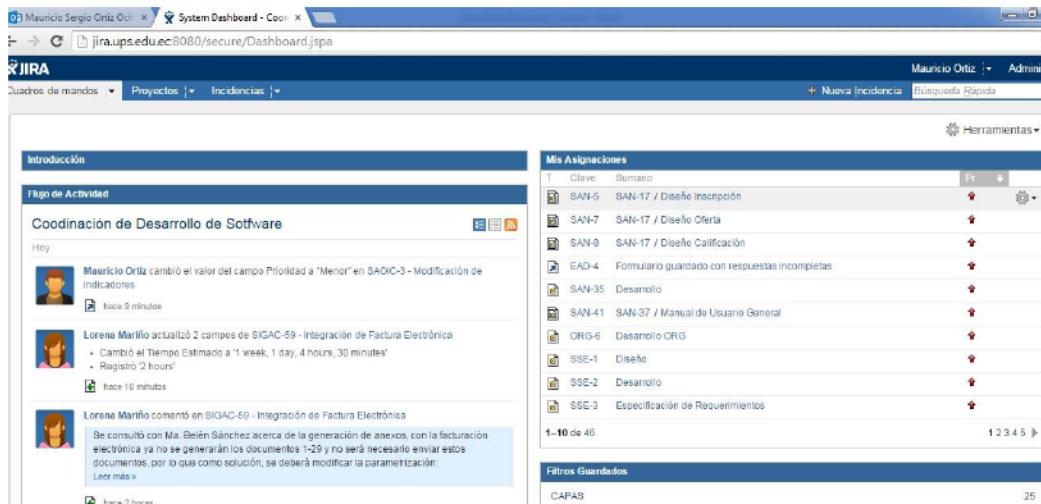 Mauricio Sergio Ortiz Och
System Dashboard - Coor
jira.ups.edu.ec:8080/secure/Dashboard.jspa
JIRA
Mauricio Ortiz
Admini
Cuadros de mandos
Proyectos
Incidencias
+ Nueva Incidencia
Búsqueda Rápida
Herramientas
Introducción
Flujo de Actividad
Coodinación de Desarrollo de Sotfware
Hoy
Mauricio Ortiz cambió el valor del campo Prioridad a "Menor" en SAOIC-3 - Modificación de
indicadores
hace 9 minutos
Lorena Mariño actualizó 2 campos de SIGAC-59 - Integración de Factura Electrónica
• Cambió el Tiempo Estimado a '1 week, 1 day, 4 hours, 30 minutes'
• Registró '2 hours'
hace 10 minutos
Lorena Mariño comentó en SIGAC-59 - Integración de Factura Electrónica
Se consultó con Ma. Belén Sánchez acerca de la generación de anexos, con la facturación
electrónica ya no se generarán los documentos 1-29 y no será necesario enviar estos
documentos, por lo que como solución, se deberá modificar la parametrización:
Leer más »
hace 2 horas
Mis Asignaciones
T Clave Sumario Pr
SAN-5 SAN-17 / Diseño Inscripción
SAN-7 SAN-17 / Diseño Oferta
SAN-8 SAN-17 / Diseño Calificación
EAD-4 Formulario guardado con respuestas incompletas
SAN-35 Desarrollo
SAN-41 SAN-37 / Manual de Usuario General
ORG-6 Desarrollo ORG
SSE-1 Diseño
SSE-2 Desarrollo
SSE-3 Especificación de Requerimientos
1–10 de 46
1 2 3 4 5
Filtros Guardados
CAPAS 25